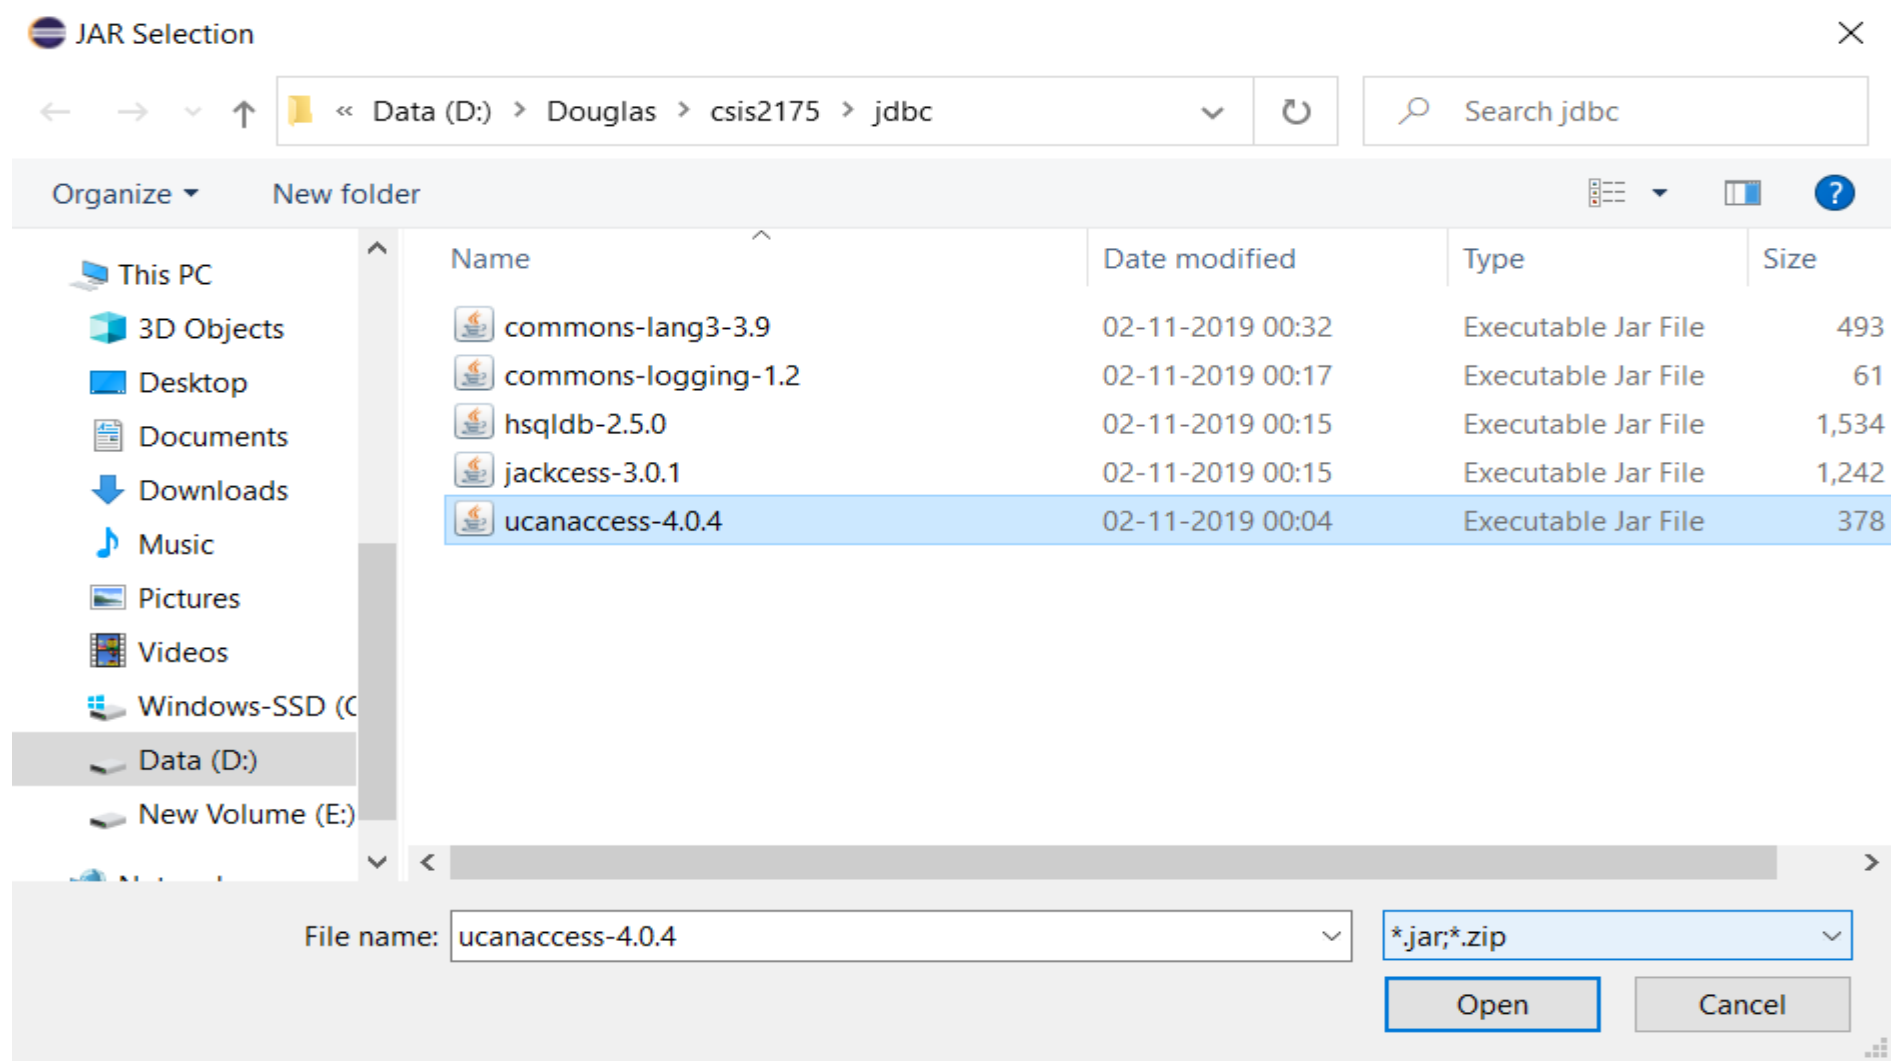 JAR Selection
« Data (D:) > Douglas > csis2175 > jdbc
Search jdbc
Organize
New folder
?
Name
Date modified
Type
Size
This PC
3D Objects
Desktop
Documents
Downloads
Music
Pictures
Videos
Windows-SSD (C
Data (D:)
New Volume (E:)
commons-lang3-3.9 02-11-2019 00:32 Executable Jar File 493
commons-logging-1.2 02-11-2019 00:17 Executable Jar File 61
hsqldb-2.5.0 02-11-2019 00:15 Executable Jar File 1,534
jackcess-3.0.1 02-11-2019 00:15 Executable Jar File 1,242
ucanaccess-4.0.4 02-11-2019 00:04 Executable Jar File 378
File name: ucanaccess-4.0.4
*.jar;*.zip
Open
Cancel